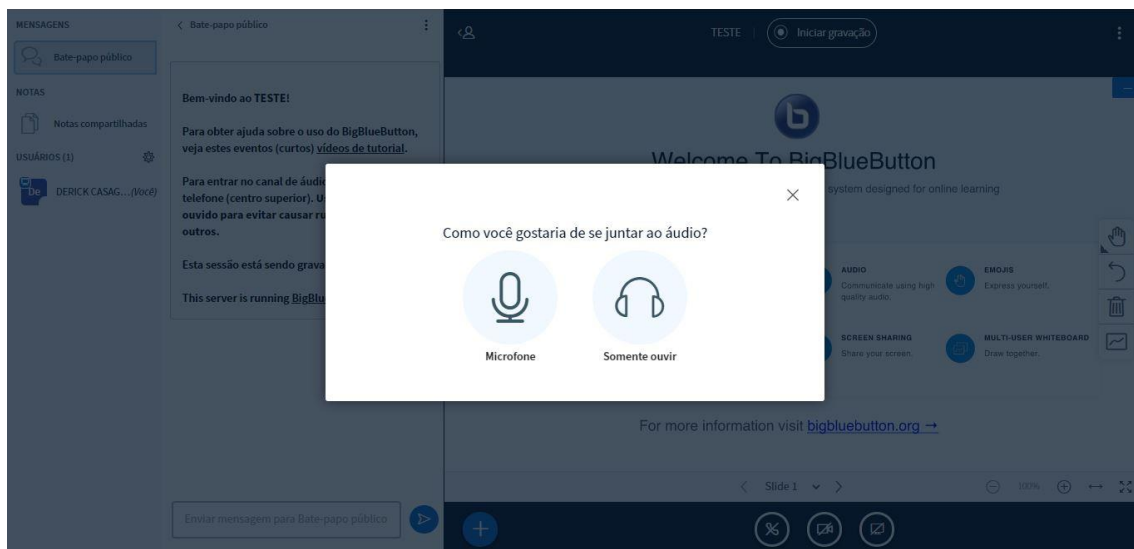 MENSAGENS
Bate-papo público
NOTAS
Notas compartilhadas
USUÁRIOS (1)
De
DERICK CASAG... (Você)
Bate-papo público
Bem-vindo ao TESTE!
Para obter ajuda sobre o uso do BigBlueButton,
veja estes eventos (curtos) vídeos de tutorial.
Para entrar no canal de áudio
telefone (centro superior).
ouvido para evitar causar
outros.
Esta sessão está sendo
This server is running
Enviar mensagem para Bate-papo público
TESTE
Iniciar gravação
b
Welcome To BigBlueButton
system designed for online learning
AUDIO
Communicate using high
quality audio.
EMOJIS
Express yourself.
SCREEN SHARING
Share your screen.
MULTI-USER WHITEBOARD
Draw together.
For more information visit bigbluebutton.org →
Slide 1
100%
Como você gostaria de se juntar ao áudio?
Microfone
Somente ouvir